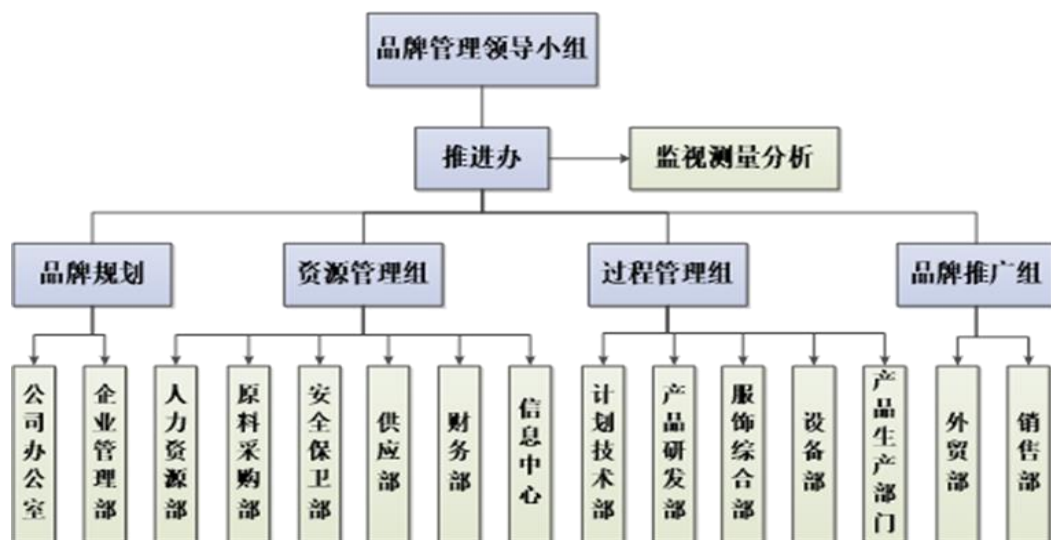 品牌管理领导小组
推进办
监视测量分析
品牌规划
资源管理组
过程管理组
品牌推广组
公司办公室
企业管理部
人力资源部
原料采购部
安全保卫部
供应部
财务部
信息中心
计划技术部
产品研发部
服饰综合部
设备部
产品生产部门
外贸部
销售部